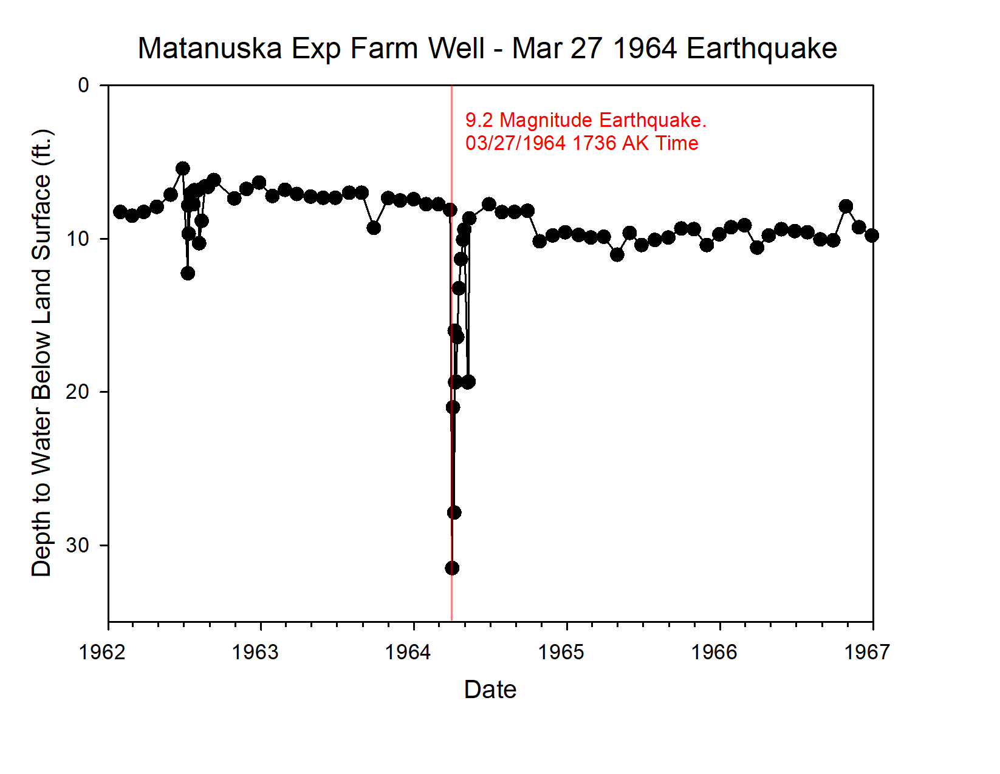 Matanuska Exp Farm Well - Mar 27 1964 Earthquake
0
9.2 Magnitude Earthquake.
03/27/1964 1736 AK Time
Depth to Water Below Land Surface (ft.)
10
20
30
1962
1963
1964
1965
1966
1967
Date